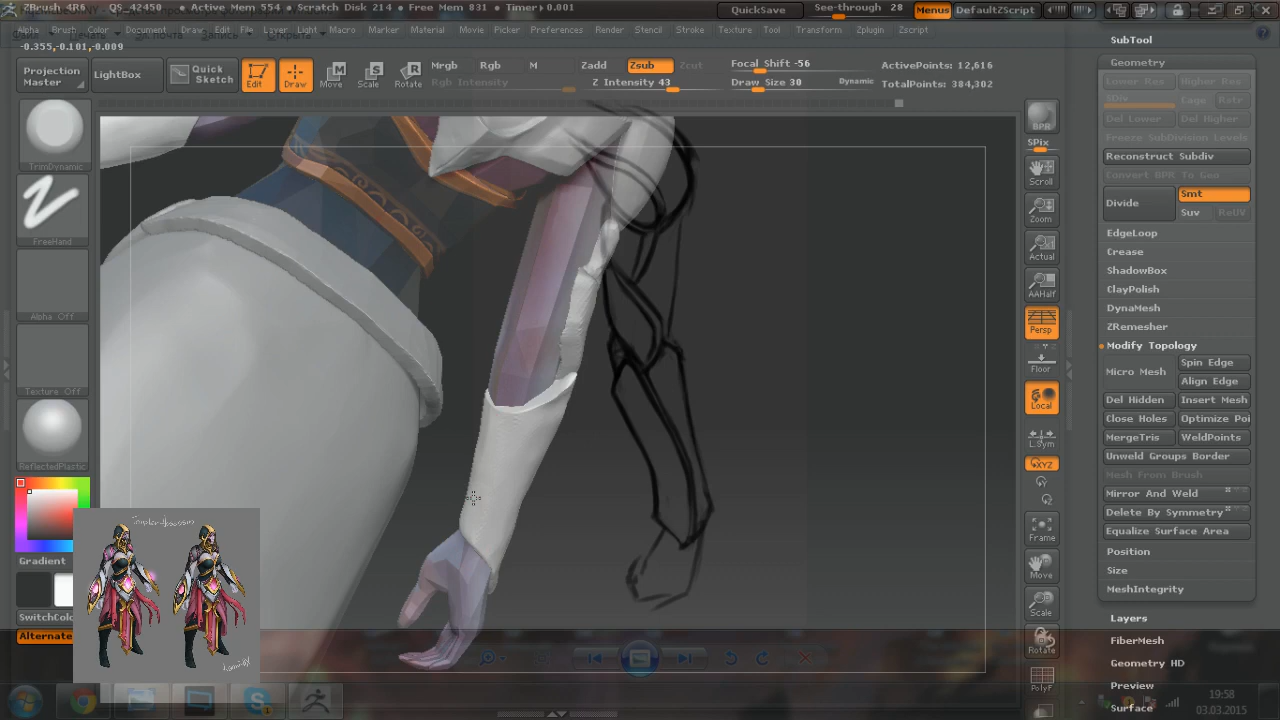 ZBrush 4R6 QS 42450 • Active Mem 554 • Scratch Disk 214 • Free Mem 831 • Timer 0.001 QuickSave See-through 28 Menus DefaultZScript
Alpha Brush Color Document Draw Edit File Layer Light Macro Marker Material Movie Picker Preferences Render Stencil Stroke Texture Tool Transform Zplugin Zscript
-0.355,-0.101,-0.009
Projection Master
LightBox
Quick Sketch
Edit
Draw
Move
Scale
Rotate
Mrgb Rgb M
Rgb Intensity
Zadd Zsub Zcut
Z Intensity 43
Focal Shift -56
Draw Size 30 Dynamic
ActivePoints: 12,616
TotalPoints: 384,302
TrimDynamic
FreeHand
Alpha Off
Texture Off
ReflectedPlastic
Gradient
SwitchColo
Alternate
Templar Assassin
BPR
SPix
Scroll
Zoom
Actual
AAHalf
Persp
Floor
Local
L.Sym
XYZ
Frame
Move
Scale
Rotate
PolyF
SubTool
Geometry
Lower Res Higher Res
SDiv Cage Rstr
Del Lower Del Higher
Freeze SubDivision Levels
Reconstruct Subdiv
Convert BPR To Geo
Divide Smt
Suv ReUV
EdgeLoop
Crease
ShadowBox
ClayPolish
DynaMesh
ZRemesher
Modify Topology
Micro Mesh Spin Edge
Align Edge
Del Hidden Insert Mesh
Close Holes Optimize Poi
MergeTris WeldPoints
Unweld Groups Border
Mesh From Brush
Mirror And Weld
Delete By Symmetry
Equalize Surface Area
Position
Size
MeshIntegrity
Layers
FiberMesh
Geometry HD
Preview
Surface
19:58
03.03.2015